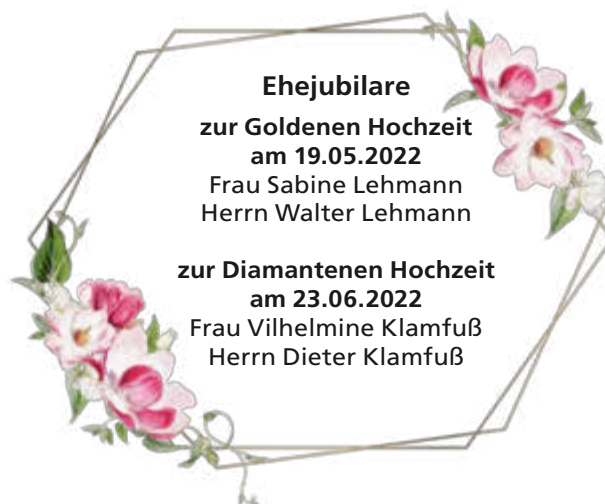 Ehejubilare
zur Goldenen Hochzeit
am 19.05.2022
Frau Sabine Lehmann
Herrn Walter Lehmann
zur Diamantenen Hochzeit
am 23.06.2022
Frau Vilhelmine Klamfuß
Herrn Dieter Klamfuß